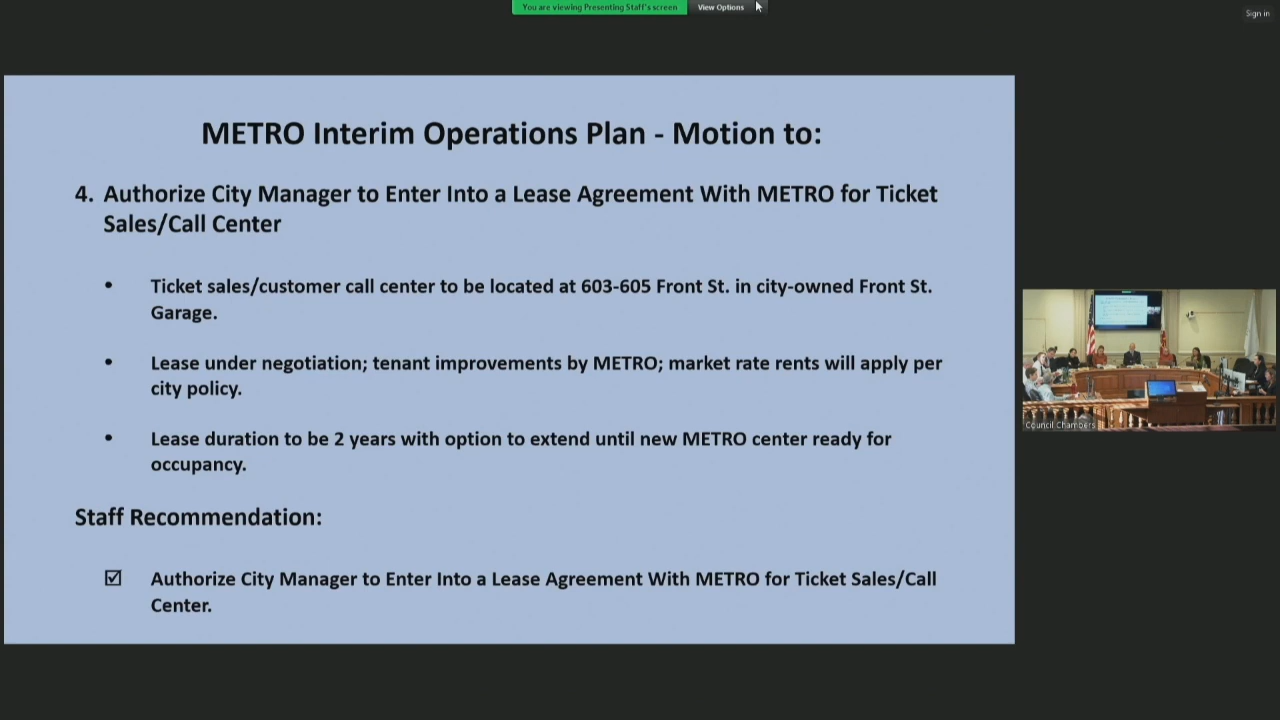 You are viewing Presenting Staff's screen
View Options
Sign in
METRO Interim Operations Plan - Motion to:
4. Authorize City Manager to Enter Into a Lease Agreement With METRO for Ticket
Sales/Call Center
• Ticket sales/customer call center to be located at 603-605 Front St. in city-owned Front St.
Garage.
• Lease under negotiation; tenant improvements by METRO; market rate rents will apply per
city policy.
• Lease duration to be 2 years with option to extend until new METRO center ready for
occupancy.
Staff Recommendation:
☑ Authorize City Manager to Enter Into a Lease Agreement With METRO for Ticket Sales/Call
Center.
Council Chambers